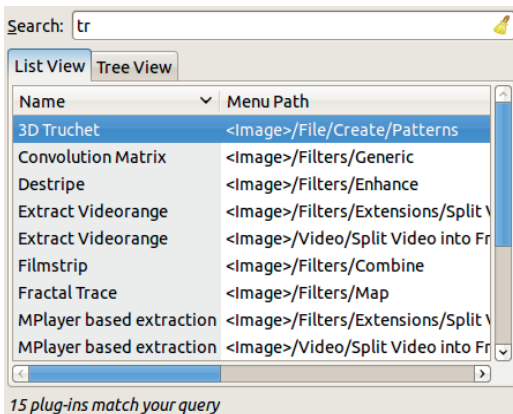 Search: tr
List View Tree View
Name Menu Path
3D Truchet <Image>/File/Create/Patterns
Convolution Matrix <Image>/Filters/Generic
Destripe <Image>/Filters/Enhance
Extract Videorange <Image>/Filters/Extensions/Split
Extract Videorange <Image>/Video/Split Video into Fr
Filmstrip <Image>/Filters/Combine
Fractal Trace <Image>/Filters/Map
MPlayer based extraction <Image>/Filters/Extensions/Split
MPlayer based extraction <Image>/Video/Split Video into Fr
15 plug-ins match your query